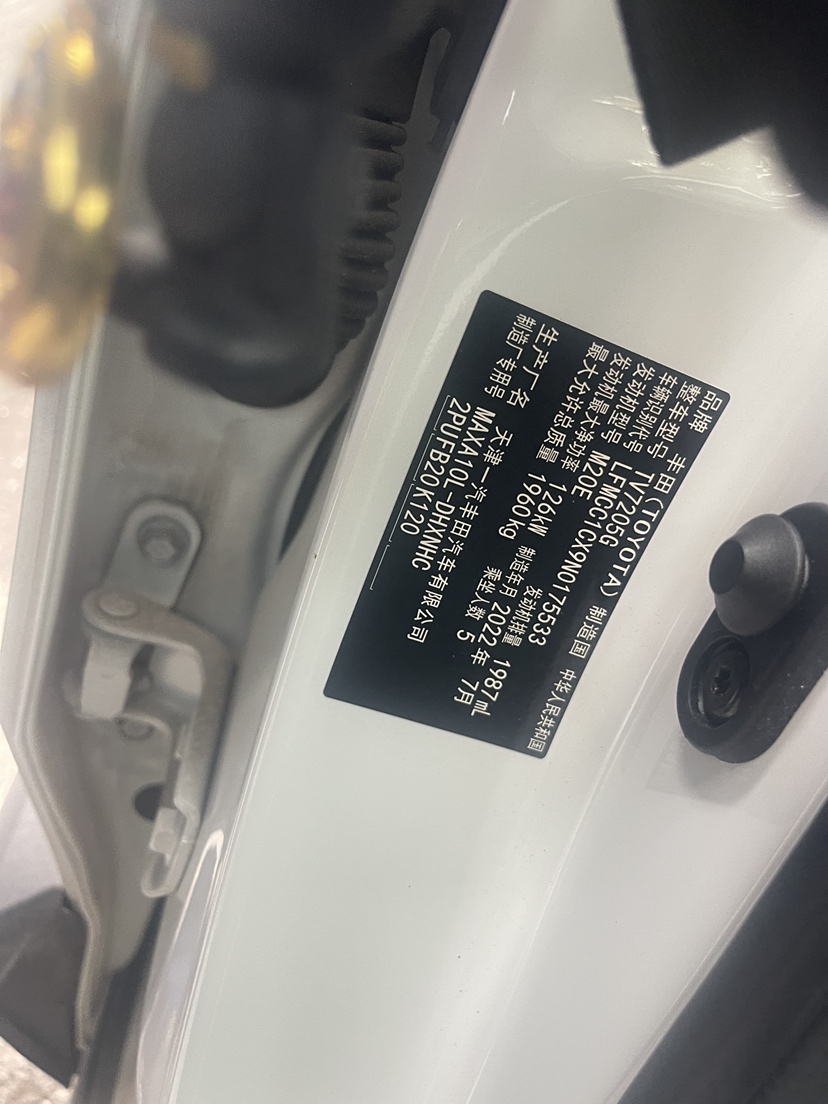 品牌 丰田(TOYOTA) 制造国 中华人民共和国
整车型号 TV7205G
车辆识别代号 LFMCC1CX9N0175533
发动机型号 M20E 发动机排量 1987mL
发动机最大净功率 126kW 制造年月 2022年 7月
最大允许总质量 1960kg 乘坐人数 5
生产厂名 天津一汽丰田汽车有限公司
制造厂专用号 MAXA10L-DHXNHC
2PUFB20K120